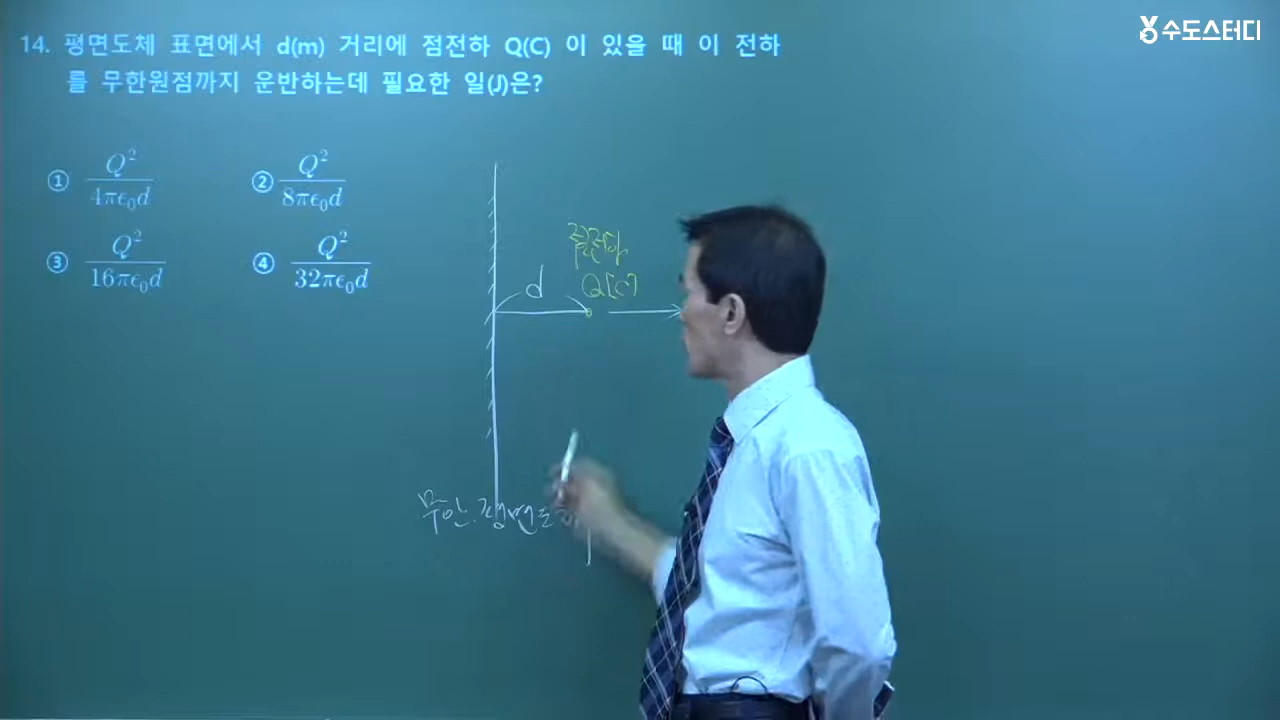 수도스터디
14. 평면도체 표면에서 d(m) 거리에 점전하 Q(C) 이 있을 때 이 전하
를 무한원점까지 운반하는데 필요한 일(J)은?
① Q²/4πϵ₀d ② Q²/8πϵ₀d
③ Q²/16πϵ₀d ④ Q²/32πϵ₀d
점전하
d Q[C]
무한평면도